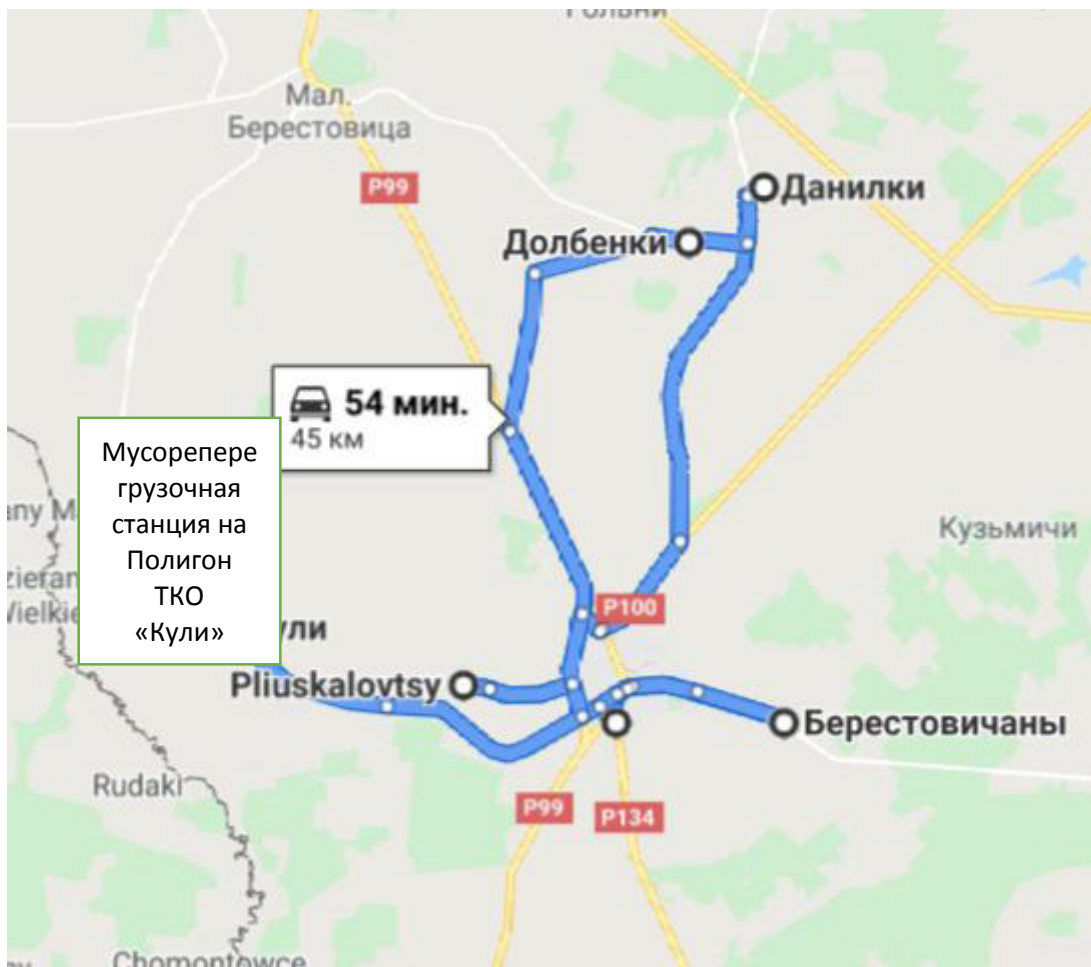 Мал.
Берестовица
P99
Данилки
Долбенки
54 мин.
45 км
Мусорепере
грузочная
станция на
Полигон
ТКО
«Кули»
Кузьмичи
P100
Pliuskalovtsy
Берестовичаны
Rudaki
P99
P134
Chomontowce